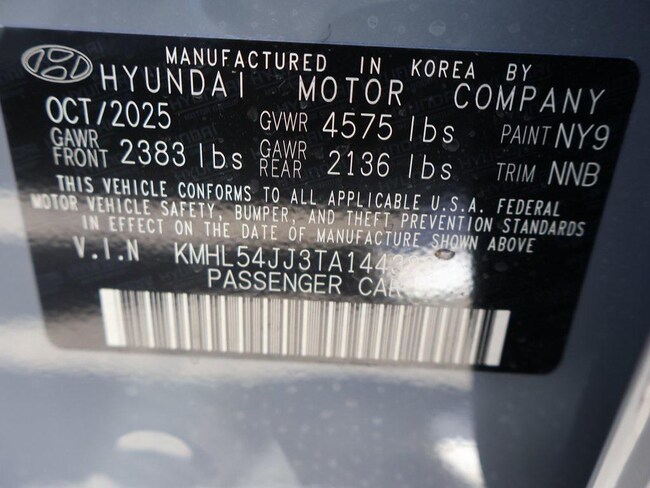 MANUFACTURED IN KOREA BY
HYUNDAI MOTOR COMPANY
OCT/2025 GVWR 4575 lbs PAINT NY9
GAWR FRONT 2383 lbs GAWR REAR 2136 lbs TRIM NNB
THIS VEHICLE CONFORMS TO ALL APPLICABLE U.S.A. FEDERAL
MOTOR VEHICLE SAFETY, BUMPER, AND THEFT PREVENTION STANDARDS
IN EFFECT ON THE DATE OF MANUFACTURE SHOWN ABOVE
V.I.N
PASSENGER CAR